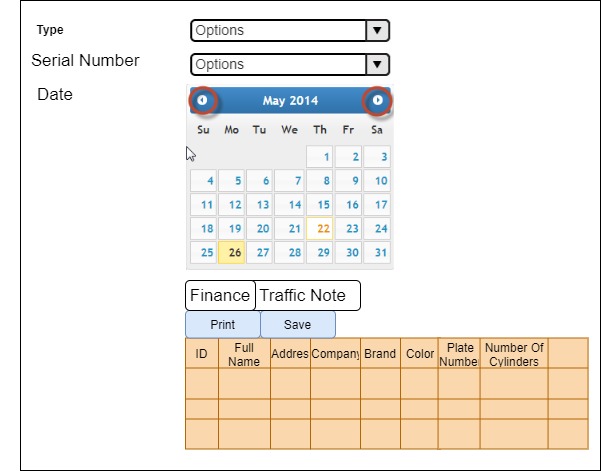 Type
Options
▼
Serial Number
Options
▼
Date
May 2014
Su Mo Tu We Th Fr Sa
1 2 3
4 5 6 7 8 9 10
11 12 13 14 15 16 17
18 19 20 21 22 23 24
25 26 27 28 29 30 31
Finance Traffic Note
Print Save
ID Full Name Addres Company Brand Color Plate Number Number Of Cylinders